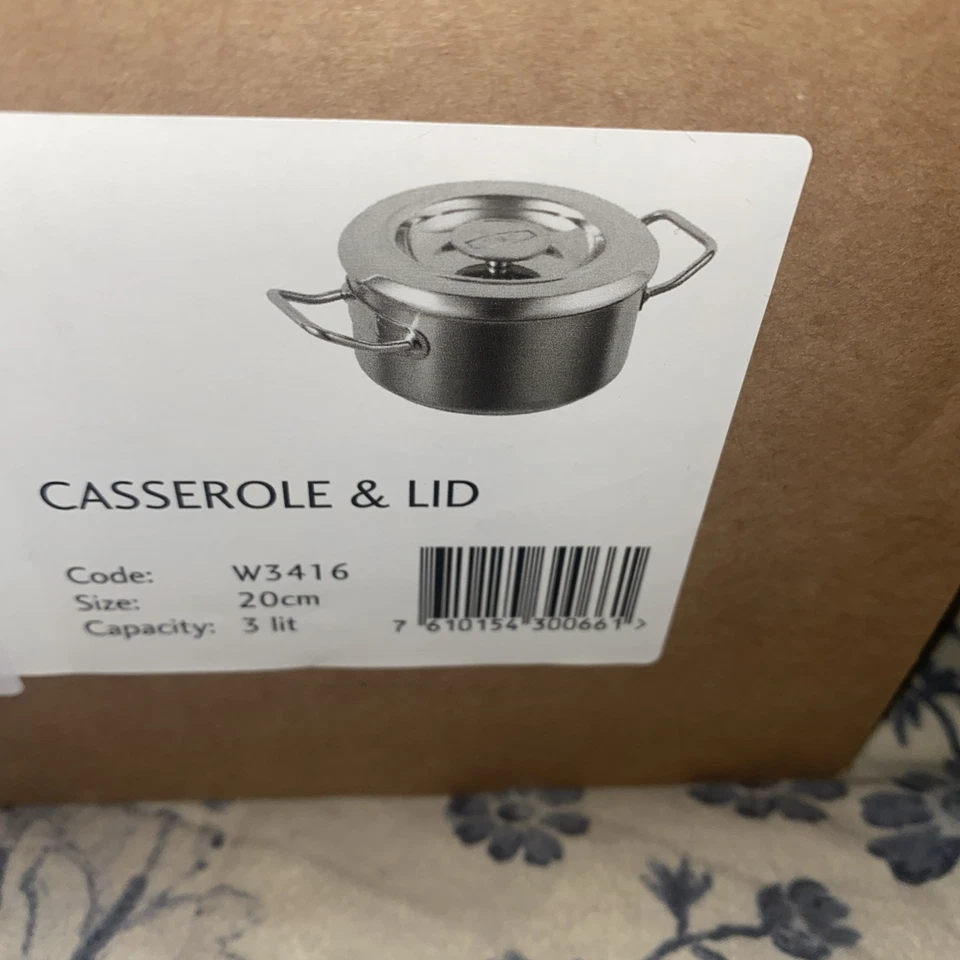 CASSEROLE & LID
Code: W3416
Size: 20cm
Capacity: 3 lit
7 610154 300661 >